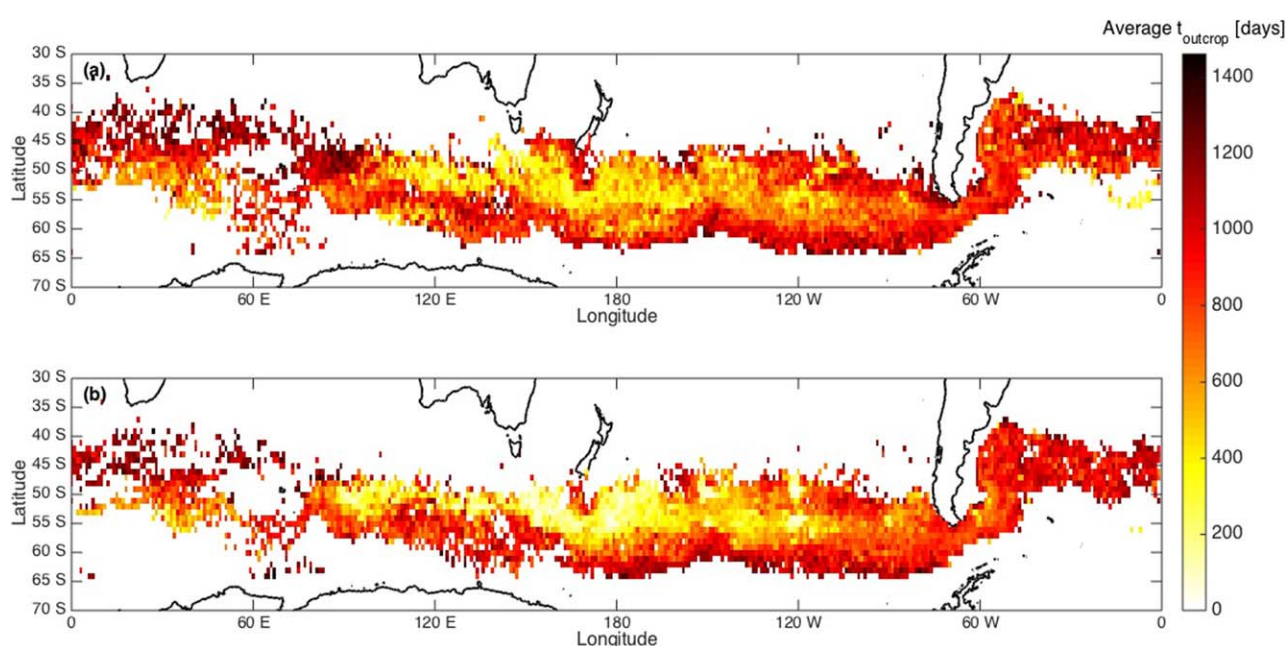 Average t_outcrop [days]
(a)
30 S
35 S
40 S
45 S
50 S
55 S
60 S
65 S
70 S
Latitude
0 60 E 120 E 180 120 W 60 W 0
Longitude
(b)
30 S
35 S
40 S
45 S
50 S
55 S
60 S
65 S
70 S
Latitude
0 60 E 120 E 180 120 W 60 W 0
Longitude
1400
1200
1000
800
600
400
200
0